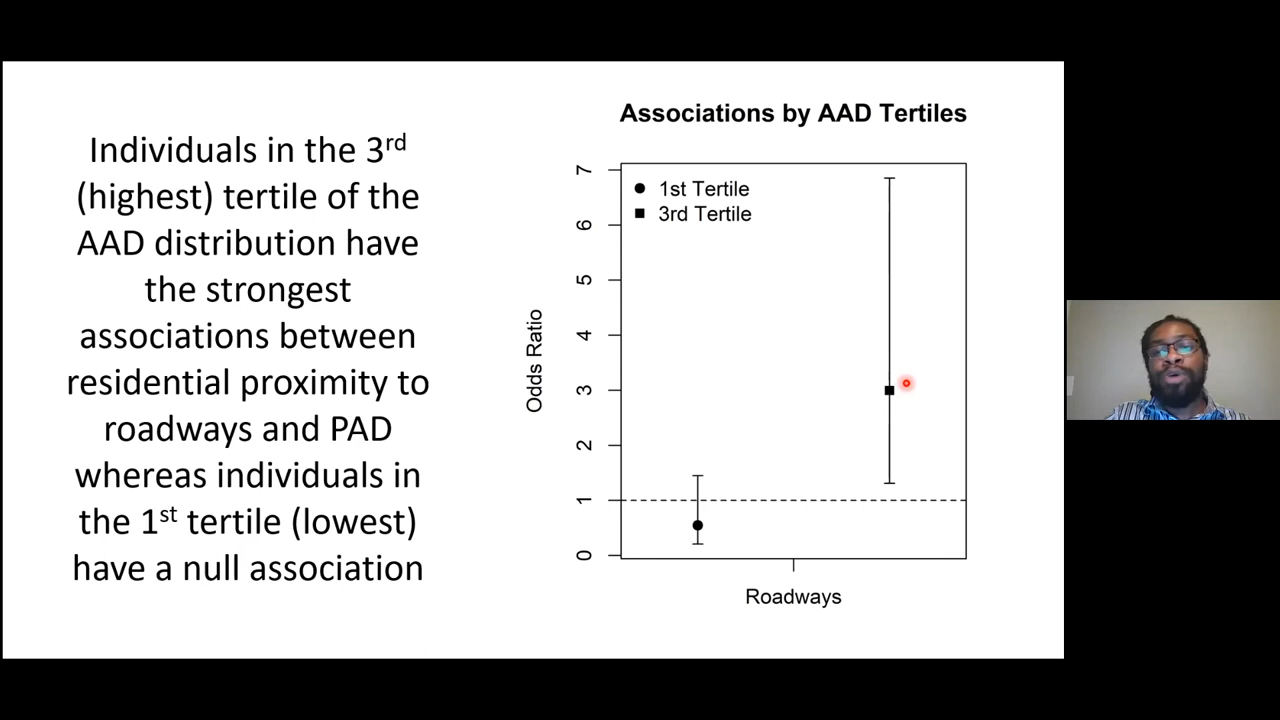 Individuals in the 3rd
(highest) tertile of the
AAD distribution have
the strongest
associations between
residential proximity to
roadways and PAD
whereas individuals in
the 1st tertile (lowest)
have a null association
Associations by AAD Tertiles
1st Tertile
3rd Tertile
Odds Ratio
7
6
5
4
3
2
1
0
Roadways